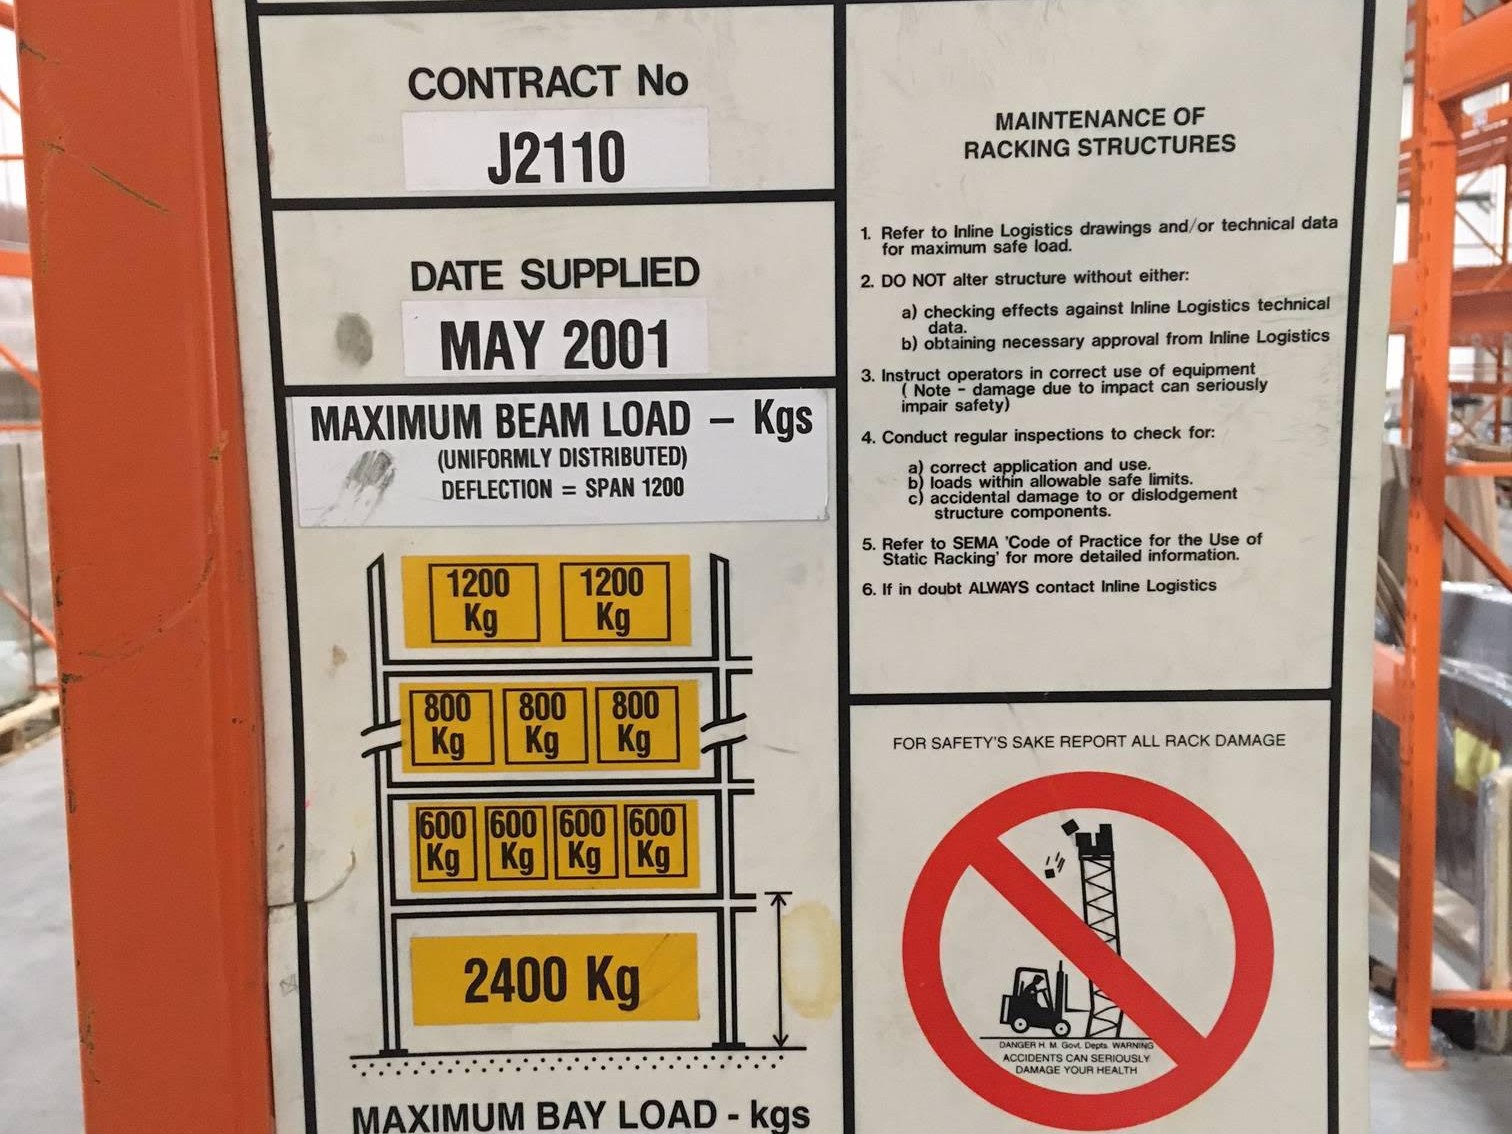 CONTRACT No
J2110
DATE SUPPLIED
MAY 2001
MAXIMUM BEAM LOAD – Kgs
(UNIFORMLY DISTRIBUTED)
DEFLECTION = SPAN 1200
1200 1200
Kg Kg
800 800 800
Kg Kg Kg
600 600 600 600
Kg Kg Kg Kg
2400 Kg
MAXIMUM BAY LOAD - kgs
MAINTENANCE OF
RACKING STRUCTURES
1. Refer to Inline Logistics drawings and/or technical data
for maximum safe load.
2. DO NOT alter structure without either:
a) checking effects against Inline Logistics technical
data.
b) obtaining necessary approval from Inline Logistics
3. Instruct operators in correct use of equipment
( Note - damage due to impact can seriously
impair safety)
4. Conduct regular inspections to check for:
a) correct application and use.
b) loads within allowable safe limits.
c) accidental damage to or dislodgement
structure components.
5. Refer to SEMA 'Code of Practice for the Use of
Static Racking' for more detailed information.
6. If in doubt ALWAYS contact Inline Logistics
FOR SAFETY'S SAKE REPORT ALL RACK DAMAGE
DANGER H. M. Govt. Depts. WARNING
ACCIDENTS CAN SERIOUSLY
DAMAGE YOUR HEALTH